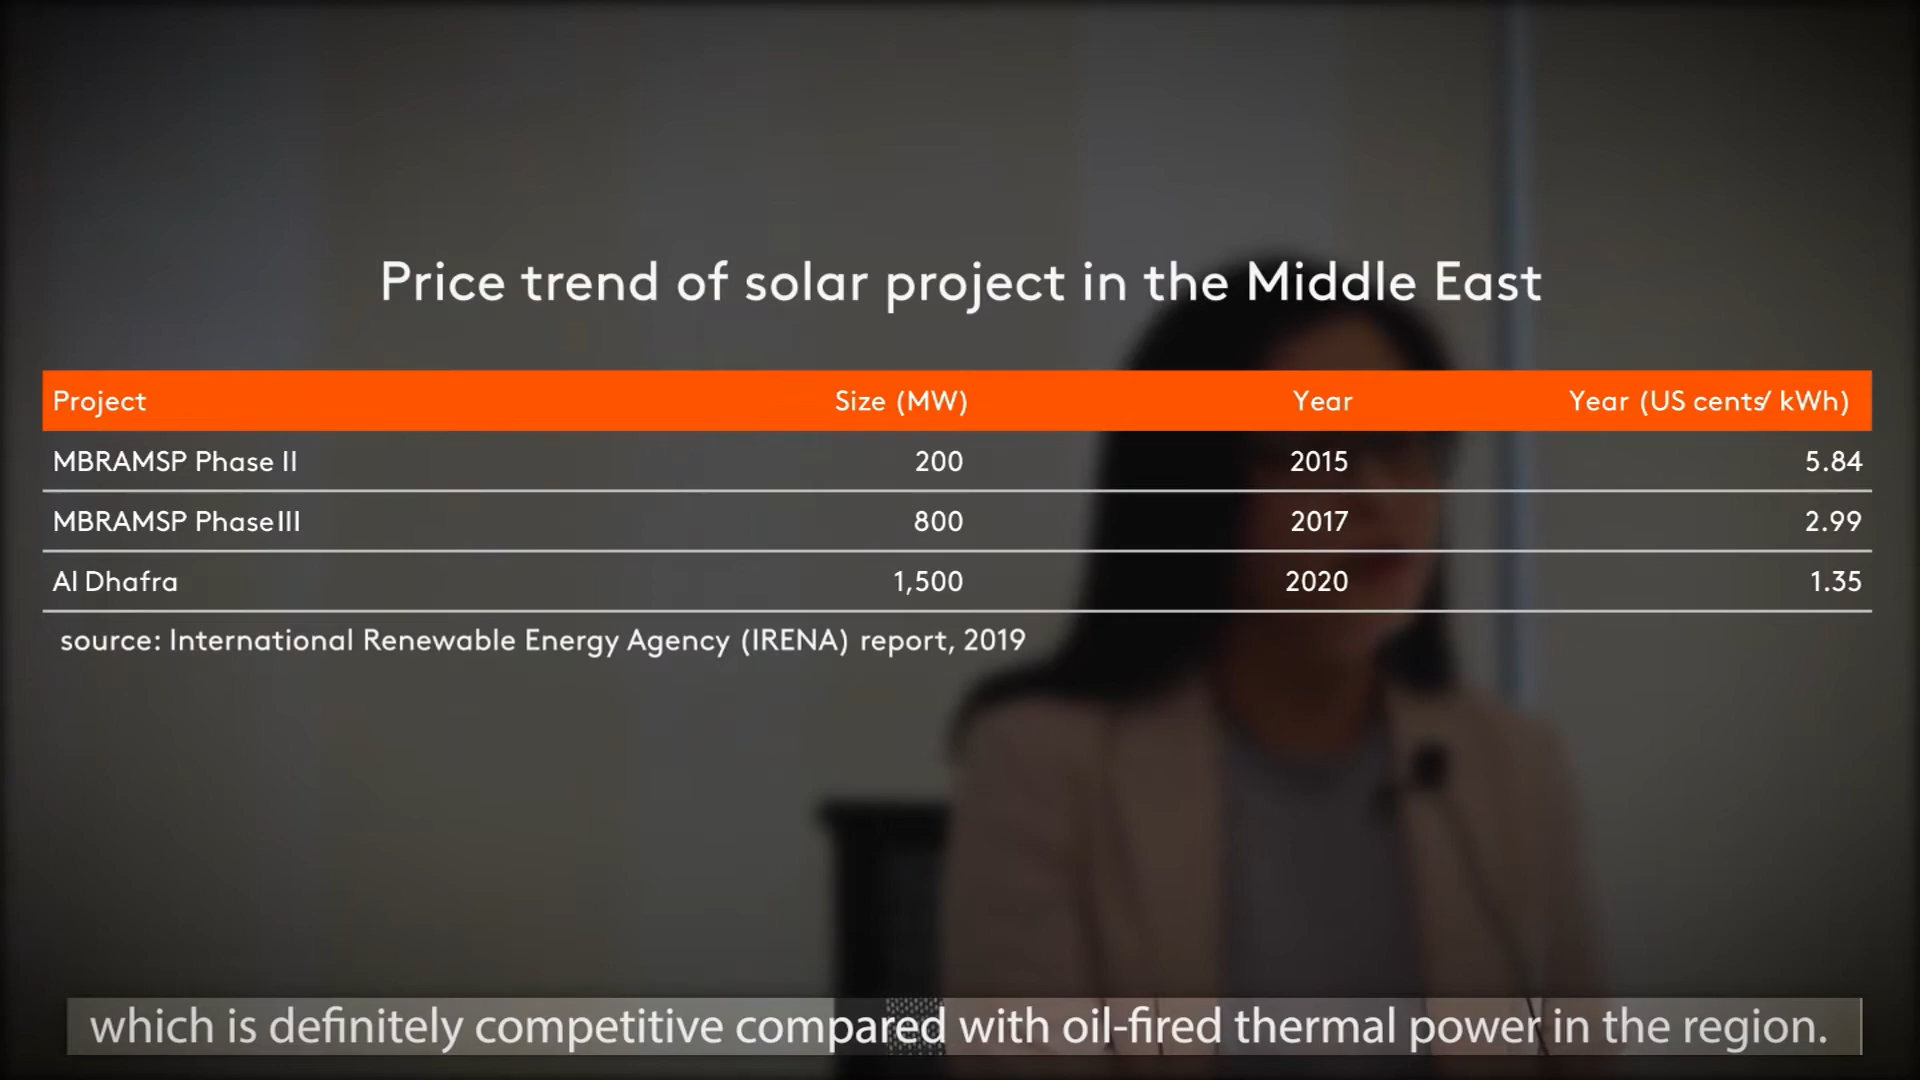 Price trend of solar project in the Middle East
Project Size (MW) Year Year (US cents/ kWh)
MBRAMSP Phase II 200 2015 5.84
MBRAMSP Phase III 800 2017 2.99
Al Dhafra 1,500 2020 1.35
source: International Renewable Energy Agency (IRENA) report, 2019
which is definitely competitive compared with oil-fired thermal power in the region.